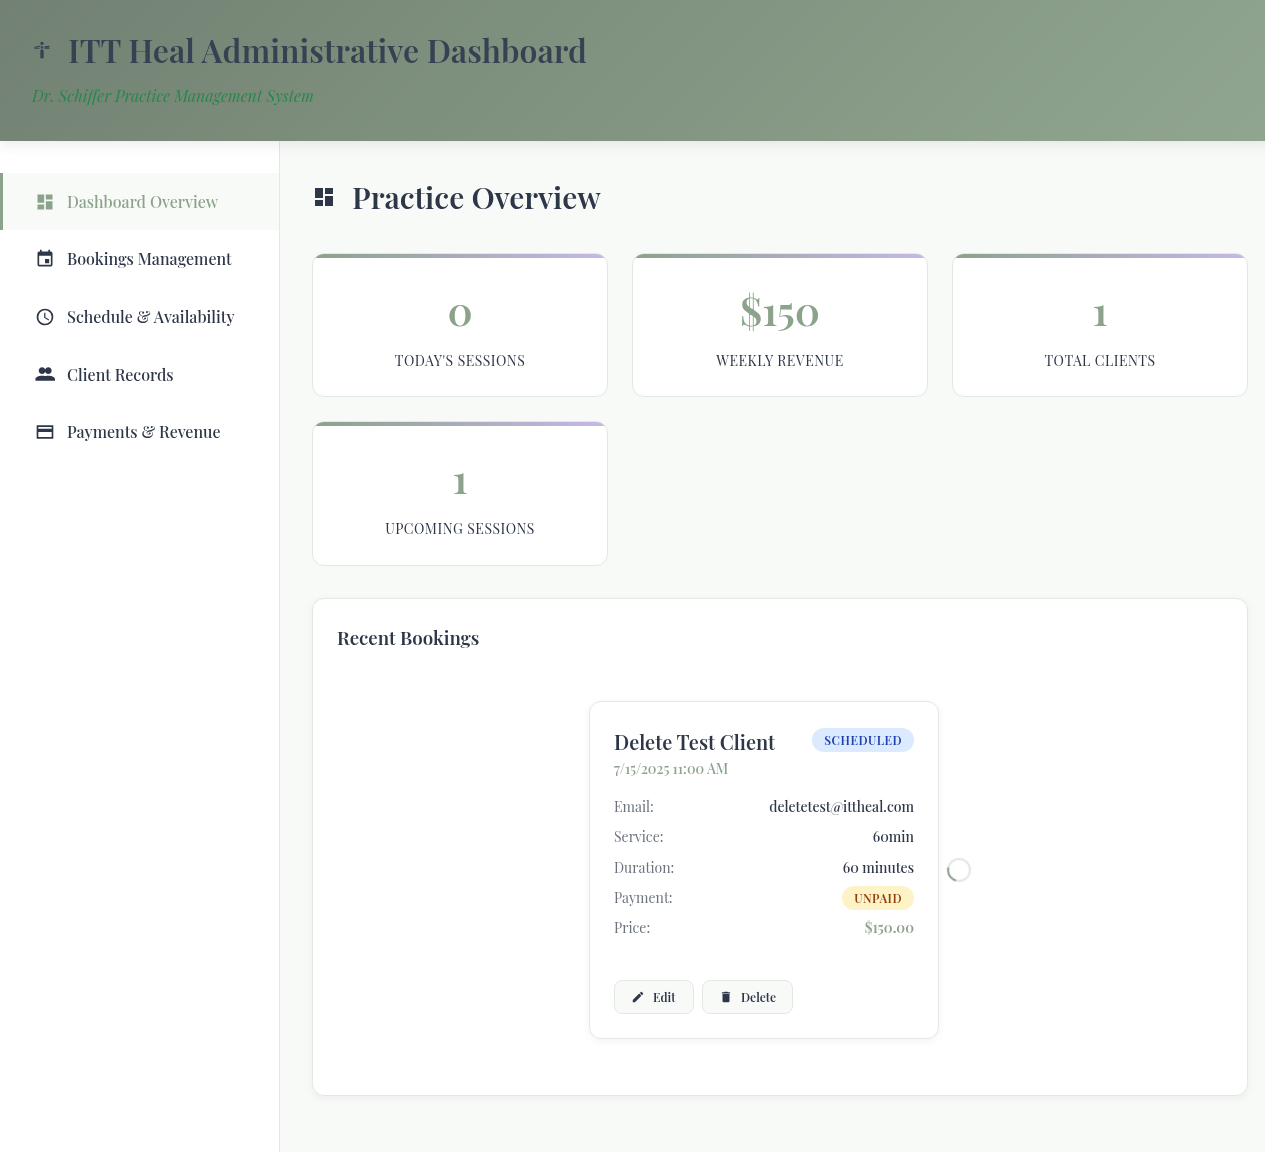 ITT Heal Administrative Dashboard
Dr. Schiffer Practice Management System
Dashboard Overview
Bookings Management
Schedule & Availability
Client Records
Payments & Revenue
Practice Overview
0
TODAY'S SESSIONS
$150
WEEKLY REVENUE
1
TOTAL CLIENTS
1
UPCOMING SESSIONS
Recent Bookings
Delete Test Client
SCHEDULED
7/15/2025 11:00 AM
Email: deletetest@ittheal.com
Service: 60min
Duration: 60 minutes
Payment: UNPAID
Price: $150.00
Edit Delete